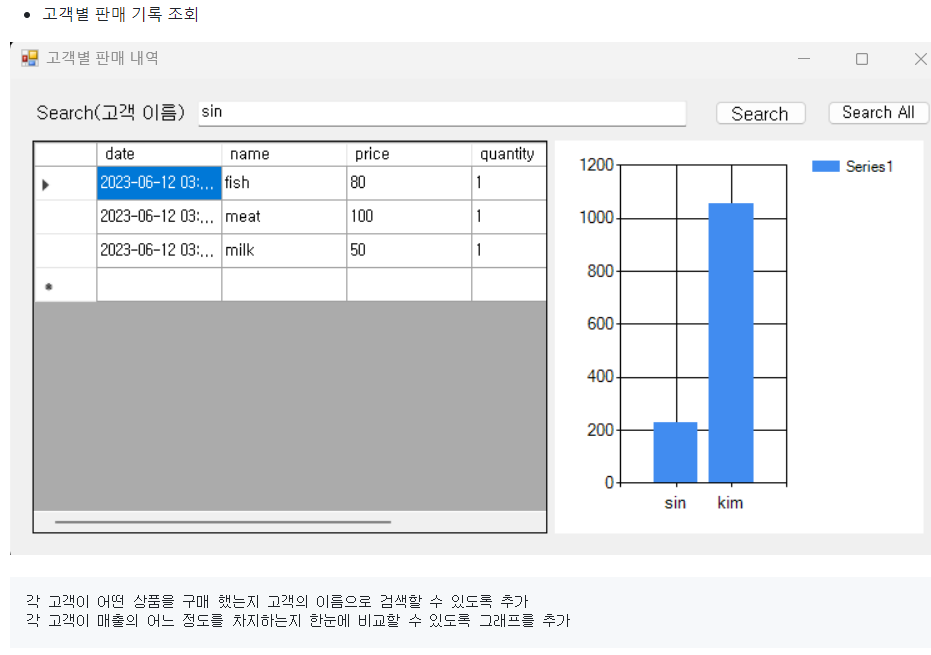 고객별 판매 기록 조회
고객별 판매 내역
Search(고객 이름) sin Search Search All
date name price quantity
2023-06-12 03:... fish 80 1
2023-06-12 03:... meat 100 1
2023-06-12 03:... milk 50 1
1200
1000
800
600
400
200
0
sin kim
Series1
각 고객이 어떤 상품을 구매 했는지 고객의 이름으로 검색할 수 있도록 추가
각 고객이 매출의 어느 정도를 차지하는지 한눈에 비교할 수 있도록 그래프를 추가